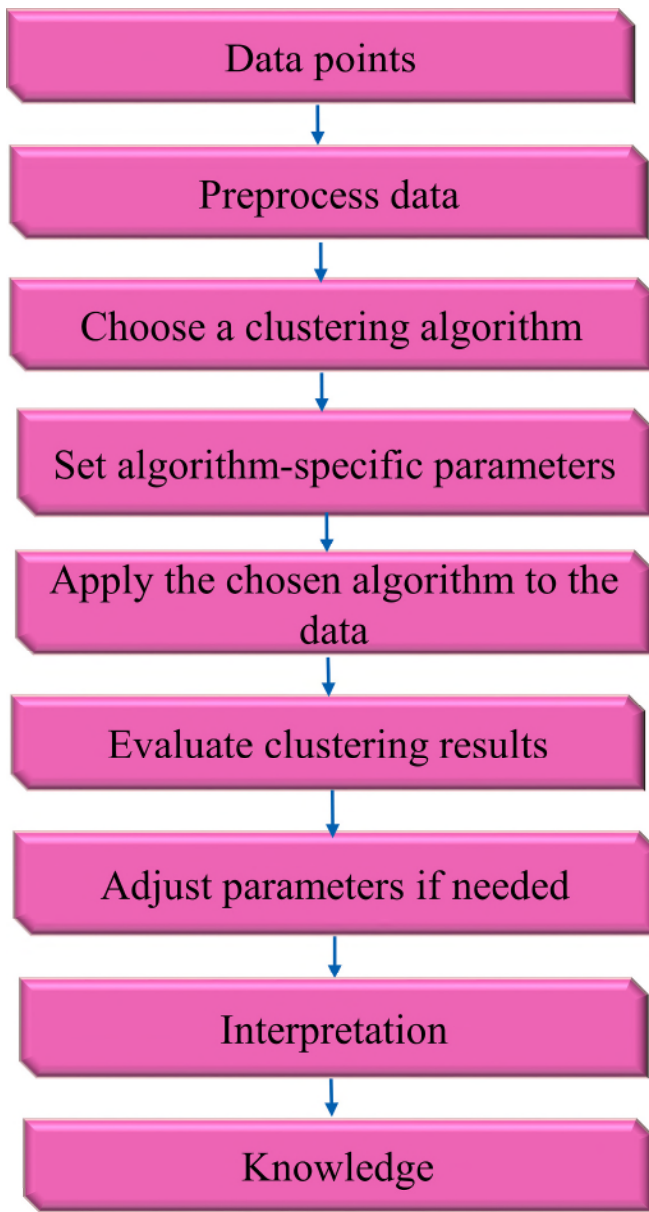 Data points
Preprocess data
Choose a clustering algorithm
Set algorithm-specific parameters
Apply the chosen algorithm to the
data
Evaluate clustering results
Adjust parameters if needed
Interpretation
Knowledge